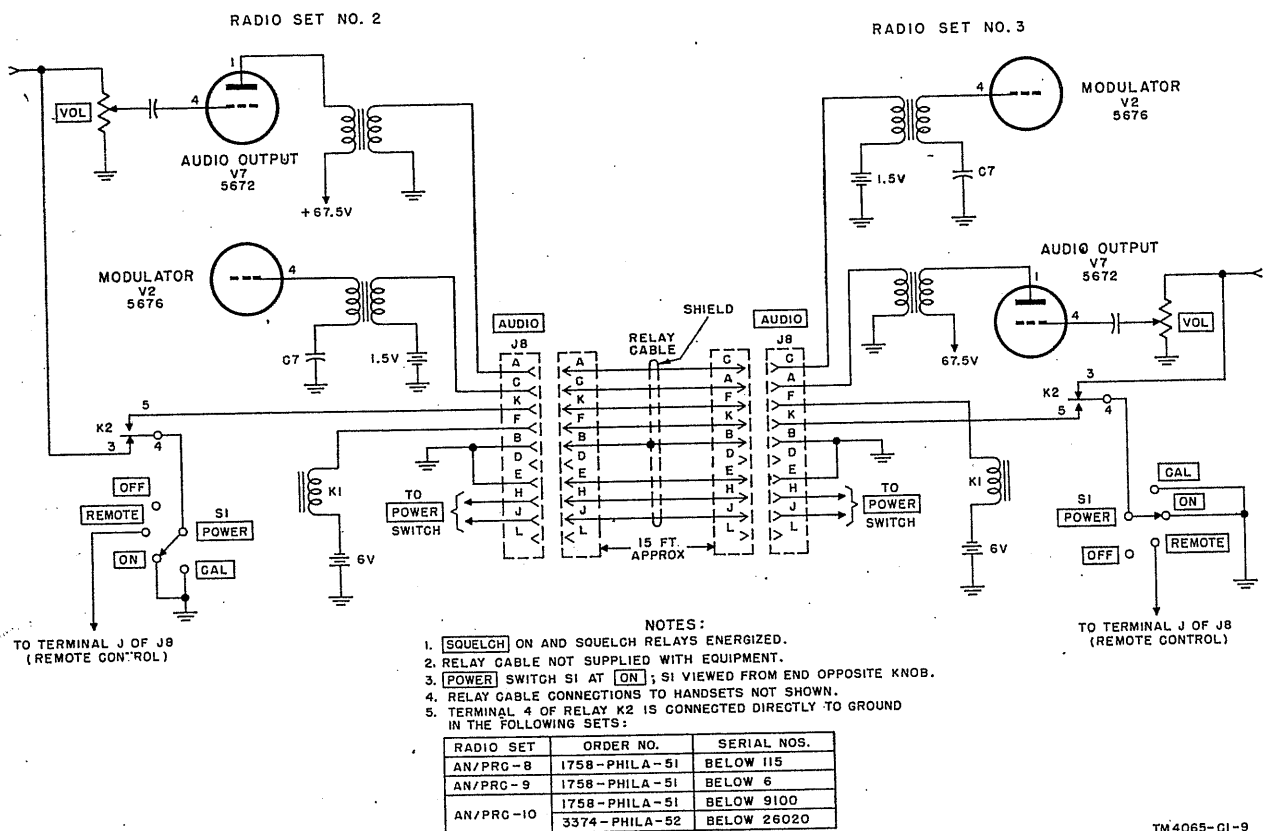 RADIO SET NO. 2
RADIO SET NO. 3
1
4
VOL
AUDIO OUTPUT
V7
5672
+67.5V
MODULATOR
V2
5676
4
C7
1.5V
4
MODULATOR
V2
5676
1.5V
C7
AUDIO OUTPUT
V7
5672
1
4
VOL
67.5V
AUDIO
J8
A
C
K
F
B
D
E
H
J
L
A
C
K
F
B
D
E
H
J
L
RELAY
CABLE
SHIELD
15 FT.
APPROX
C
A
F
K
B
D
E
H
J
L
AUDIO
J8
C
A
F
K
B
D
E
H
J
L
5
K2
3
4
OFF
REMOTE
S1
POWER
ON
CAL
TO TERMINAL J OF J8
(REMOTE CONTROL)
K1
6V
TO
POWER
SWITCH
TO
POWER
SWITCH
K1
6V
3
K2
5
4
CAL
ON
S1
POWER
OFF
REMOTE
TO TERMINAL J OF J8
(REMOTE CONTROL)
NOTES:
1. SQUELCH ON AND SQUELCH RELAYS ENERGIZED.
2. RELAY CABLE NOT SUPPLIED WITH EQUIPMENT.
3. POWER SWITCH S1 AT ON ; S1 VIEWED FROM END OPPOSITE KNOB.
4. RELAY CABLE CONNECTIONS TO HANDSETS NOT SHOWN.
5. TERMINAL 4 OF RELAY K2 IS CONNECTED DIRECTLY TO GROUND
IN THE FOLLOWING SETS:
RADIO SET ORDER NO. SERIAL NOS.
AN/PRC-8 1758-PHILA-51 BELOW 115
AN/PRC-9 1758-PHILA-51 BELOW 6
AN/PRC-10 1758-PHILA-51 BELOW 9100
3374-PHILA-52 BELOW 26020
TM4065-C1-9